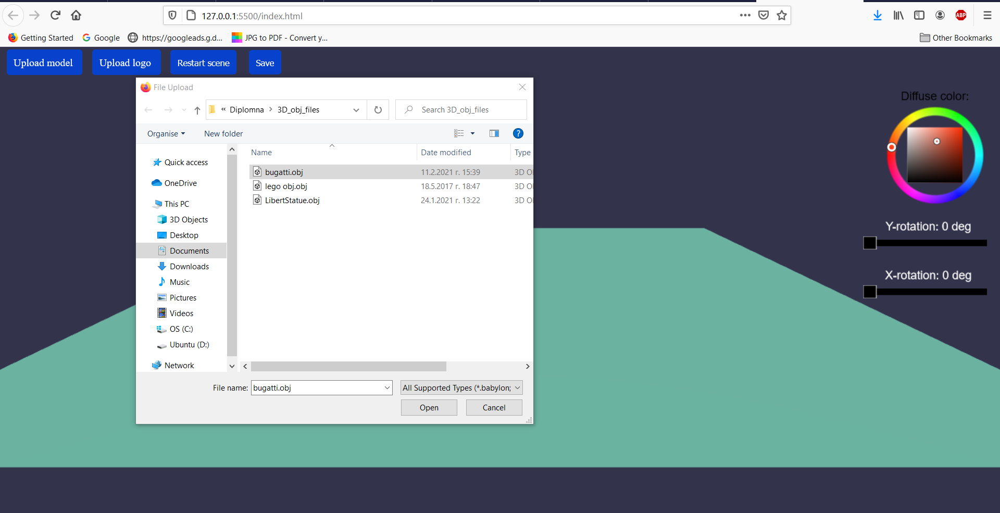 127.0.0.1:5500/index.html
ABP
Getting Started Google https://googleads.g.d... JPG to PDF - Convert y... Other Bookmarks
Upload model Upload logo Restart scene Save
File Upload
« Diplomna > 3D_obj_files Search 3D_obj_files
Organise New folder ?
Name Date modified Type
Quick access
OneDrive
This PC
3D Objects
Desktop
Documents
Downloads
Music
Pictures
Videos
OS (C:)
Ubuntu (D:)
Network
bugatti.obj 11.2.2021 г. 15:39 3D O
lego obj.obj 18.5.2017 г. 18:47 3D O
LibertStatue.obj 24.1.2021 г. 13:22 3D O
File name: bugatti.obj All Supported Types (*.babylon;
Open Cancel
Diffuse color:
Y-rotation: 0 deg
X-rotation: 0 deg